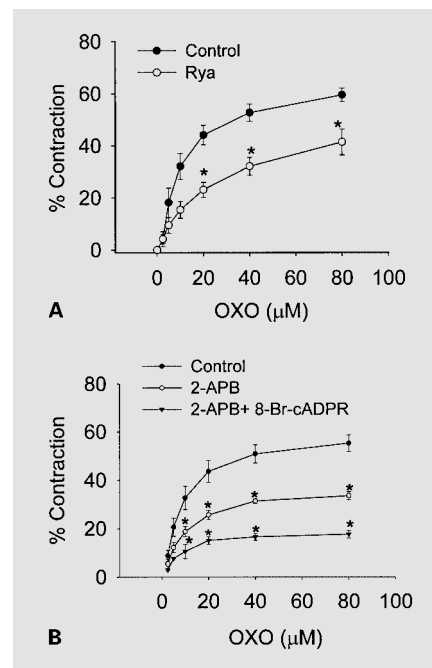 Control
Rya
% Contraction
80
60
40
20
0
* * *
0 20 40 60 80 100
OXO (μM)
A
Control
2-APB
2-APB+ 8-Br-cADPR
% Contraction
80
60
40
20
0
* * * *
* * * *
0 20 40 60 80 100
OXO (μM)
B